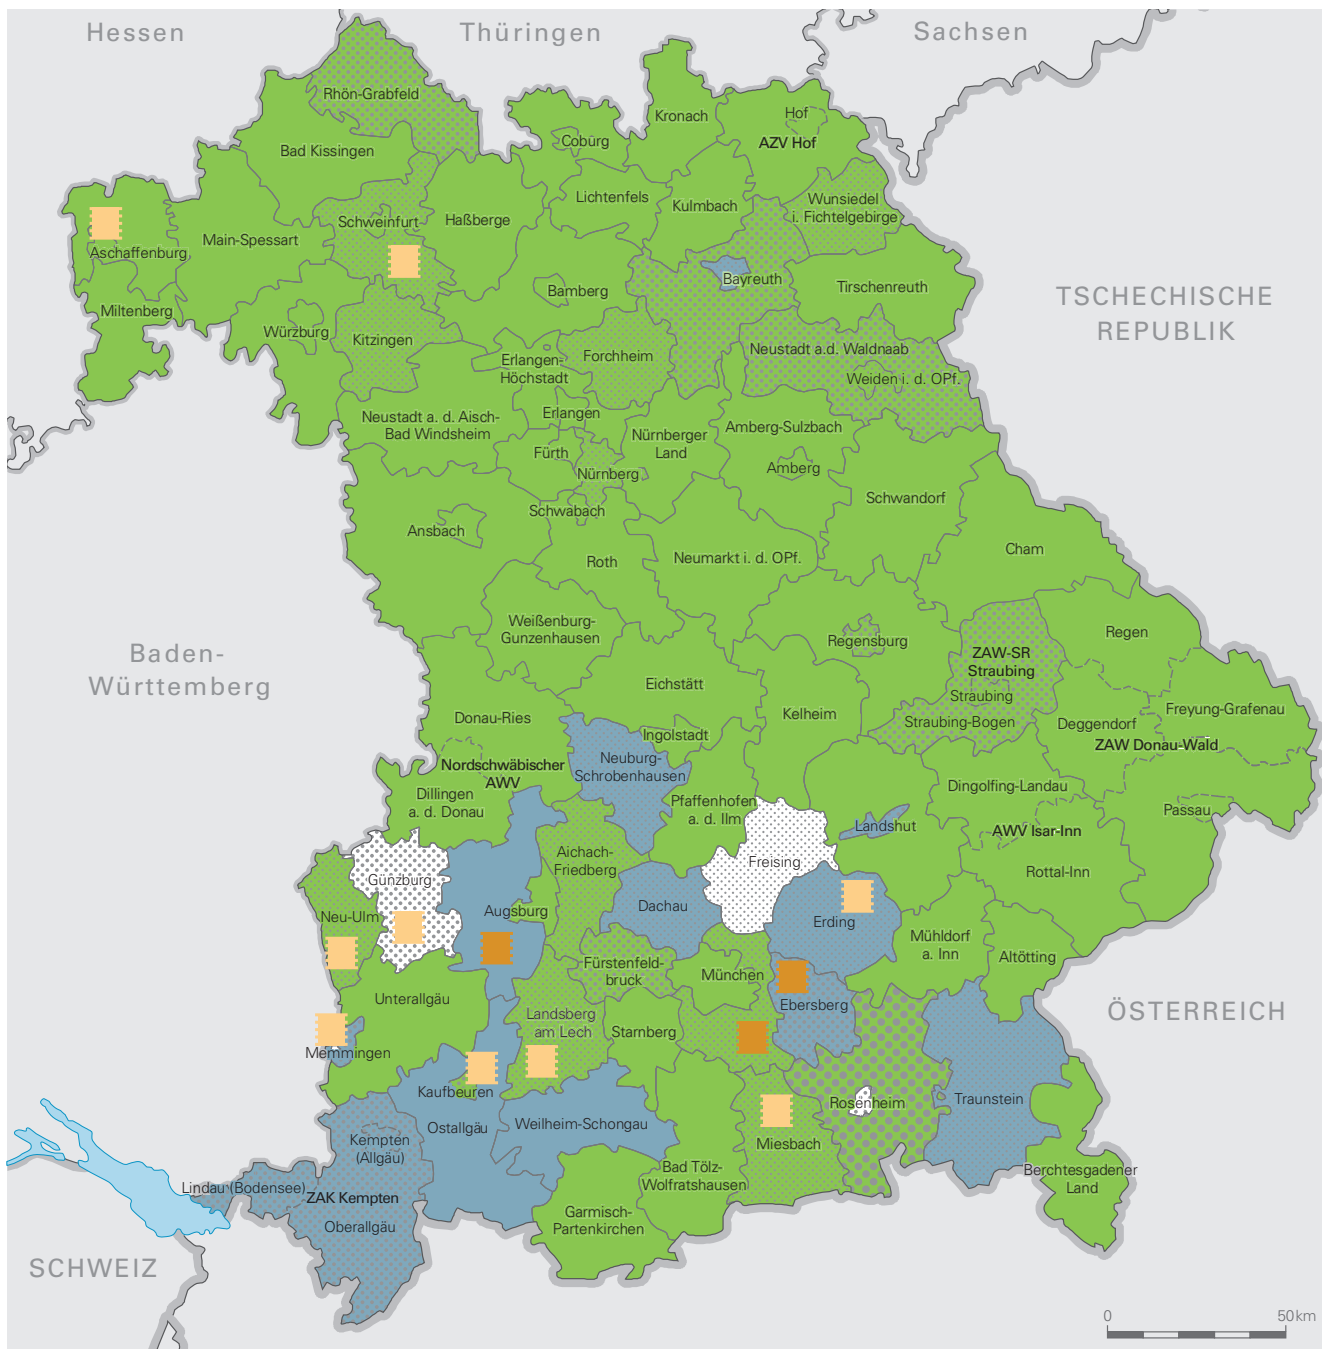 Hessen
Thüringen
Sachsen
Rhön-Grabfeld
Kronach
Hof
AZV Hof
Coburg
Bad Kissingen
Lichtenfels
Kulmbach
Wunsiedel
i. Fichtelgebirge
Schweinfurt
Haßberge
Main-Spessart
Aschaffenburg
Bayreuth
Tirschenreuth
Bamberg
TSCHECHISCHE
REPUBLIK
Miltenberg
Würzburg
Kitzingen
Erlangen-
Höchstadt
Forchheim
Neustadt a.d. Waldnaab
Weiden i. d. OPf.
Neustadt a. d. Aisch-
Bad Windsheim
Erlangen
Nürnberger
Land
Amberg-Sulzbach
Fürth
Nürnberg
Amberg
Schwandorf
Schwabach
Ansbach
Roth
Neumarkt i. d. OPf.
Cham
Weißenburg-
Gunzenhausen
Regensburg
Regen
ZAW-SR
Straubing
Straubing
Straubing-Bogen
Baden-
Württemberg
Eichstätt
Kelheim
Donau-Ries
Ingolstadt
Deggendorf
Freyung-Grafenau
ZAW Donau-Wald
Nordschwäbischer
AWV
Neuburg-
Schrobenhausen
Dillingen
a. d. Donau
Pfaffenhofen
a. d. Ilm
Dingolfing-Landau
Passau
Landshut
AWV Isar-Inn
Rottal-Inn
Aichach-
Friedberg
Freising
Günzburg
Neu-Ulm
Augsburg
Dachau
Erding
Mühldorf
a. Inn
Altötting
Fürstenfeld-
bruck
München
Ebersberg
Unterallgäu
Landsberg
am Lech
Starnberg
ÖSTERREICH
Memmingen
Kaufbeuren
Rosenheim
Traunstein
Ostallgäu
Weilheim-Schongau
Miesbach
Kempten
(Allgäu)
Bad Tölz-
Wolfratshausen
Berchtesgadener
Land
Lindau (Bodensee)
ZAK Kempten
Oberallgäu
Garmisch-
Partenkirchen
SCHWEIZ
0
50 km